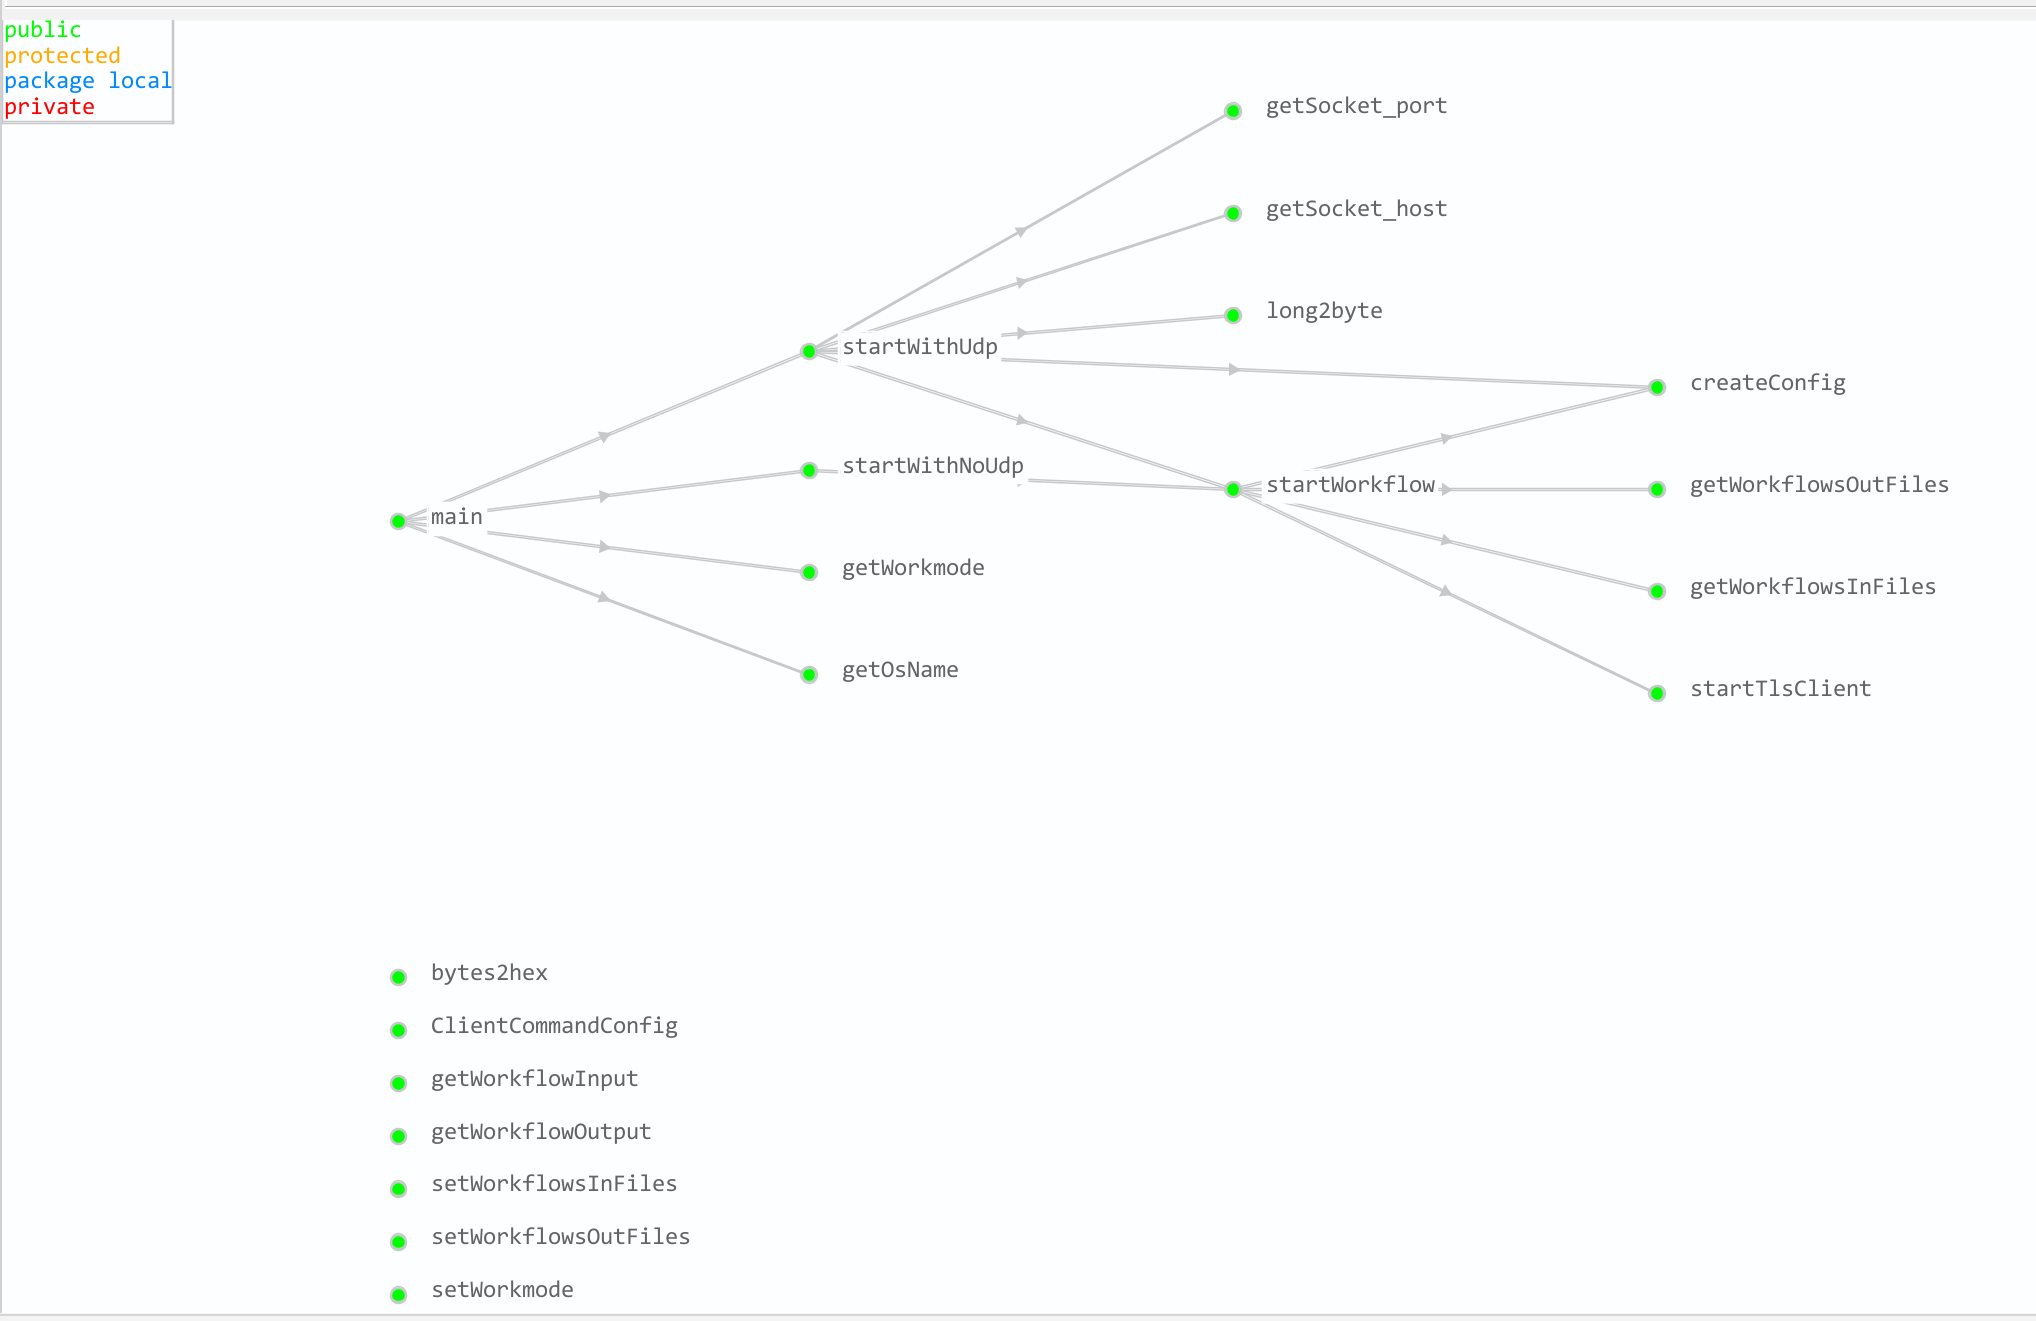 public
protected
package local
private
getSocket_port
getSocket_host
long2byte
startWithUdp
createConfig
startWithNoUdp
startWorkflow
getWorkflowsOutFiles
main
getWorkmode
getWorkflowsInFiles
getOsName
startTlsClient
bytes2hex
ClientCommandConfig
getWorkflowInput
getWorkflowOutput
setWorkflowsInFiles
setWorkflowsOutFiles
setWorkmode